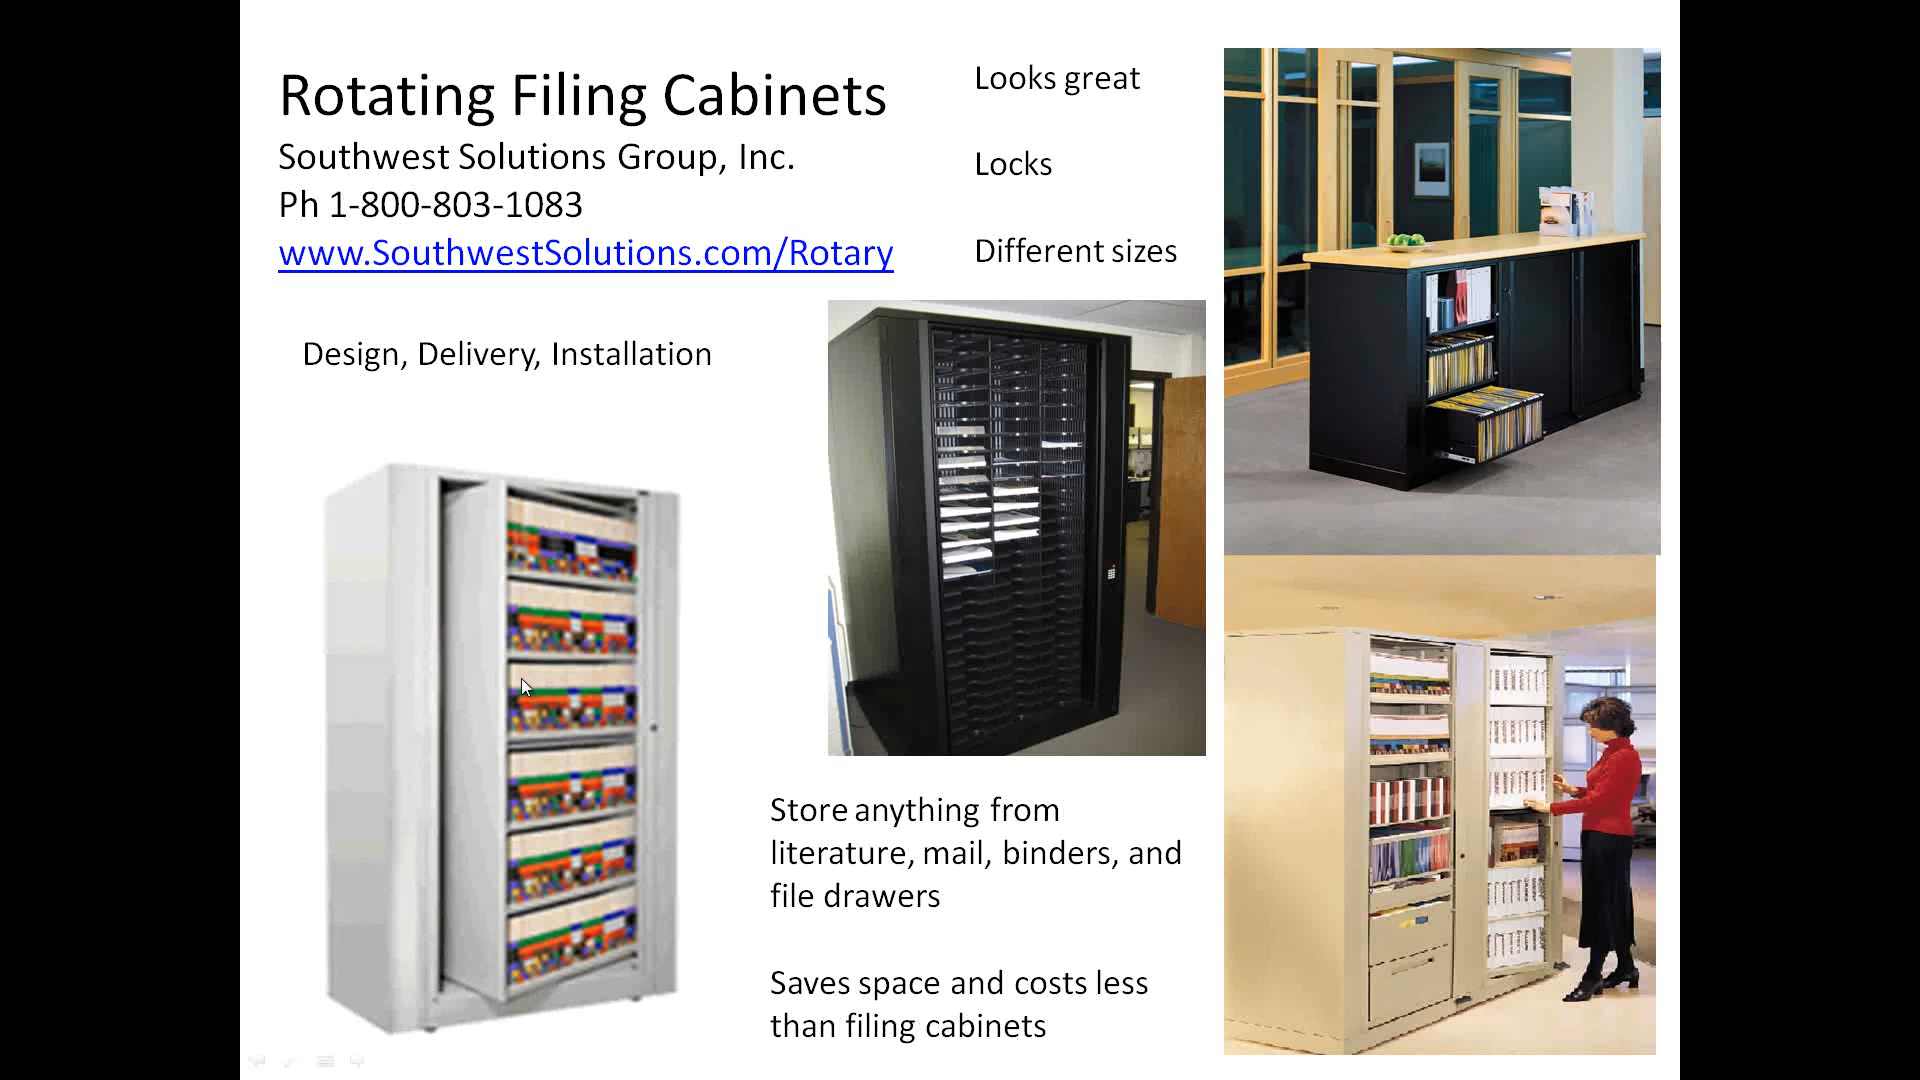 Rotating Filing Cabinets
Southwest Solutions Group, Inc.
Ph 1-800-803-1083
www.SouthwestSolutions.com/Rotary
Looks great
Locks
Different sizes
Design, Delivery, Installation
Store anything from
literature, mail, binders, and
file drawers
Saves space and costs less
than filing cabinets